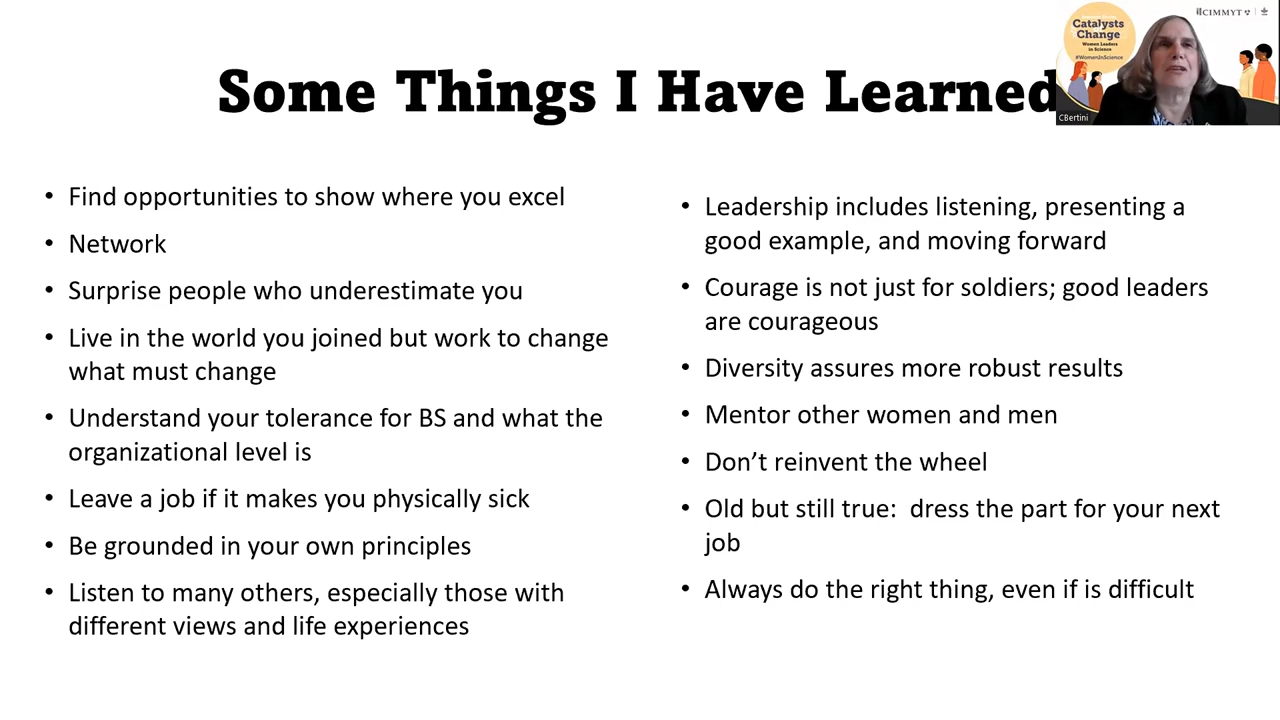 Some Things I Have Learned
• Find opportunities to show where you excel
• Network
• Surprise people who underestimate you
• Live in the world you joined but work to change
what must change
• Understand your tolerance for BS and what the
organizational level is
• Leave a job if it makes you physically sick
• Be grounded in your own principles
• Listen to many others, especially those with
different views and life experiences
• Leadership includes listening, presenting a
good example, and moving forward
• Courage is not just for soldiers; good leaders
are courageous
• Diversity assures more robust results
• Mentor other women and men
• Don’t reinvent the wheel
• Old but still true:  dress the part for your next
job
• Always do the right thing, even if is difficult
Catalysts
Change
Women Leaders
in Science
#WomenInScience
CIMMYT
CBertini